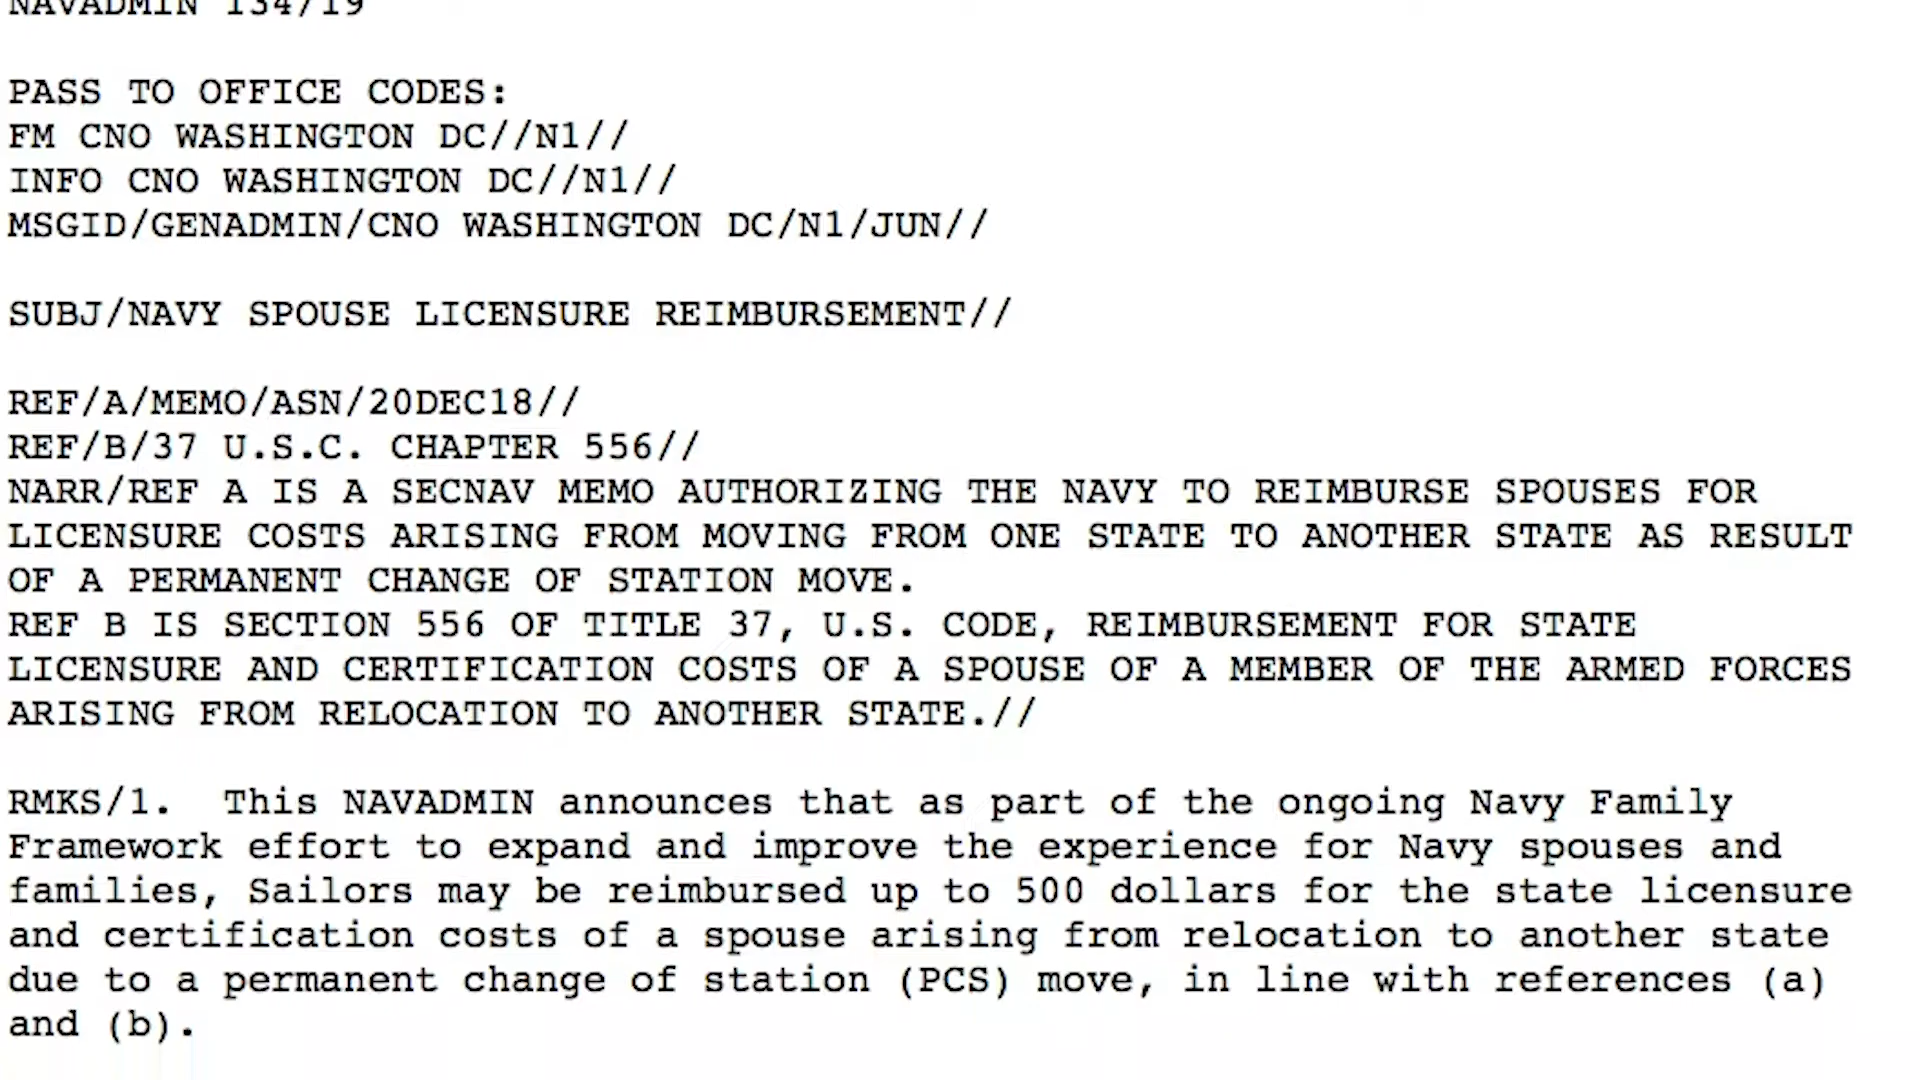 NAVADMIN 134/19
PASS TO OFFICE CODES:
FM CNO WASHINGTON DC//N1//
INFO CNO WASHINGTON DC//N1//
MSGID/GENADMIN/CNO WASHINGTON DC/N1/JUN//
SUBJ/NAVY SPOUSE LICENSURE REIMBURSEMENT//
REF/A/MEMO/ASN/20DEC18//
REF/B/37 U.S.C. CHAPTER 556//
NARR/REF A IS A SECNAV MEMO AUTHORIZING THE NAVY TO REIMBURSE SPOUSES FOR
LICENSURE COSTS ARISING FROM MOVING FROM ONE STATE TO ANOTHER STATE AS RESULT
OF A PERMANENT CHANGE OF STATION MOVE.
REF B IS SECTION 556 OF TITLE 37, U.S. CODE, REIMBURSEMENT FOR STATE
LICENSURE AND CERTIFICATION COSTS OF A SPOUSE OF A MEMBER OF THE ARMED FORCES
ARISING FROM RELOCATION TO ANOTHER STATE.//
RMKS/1.  This NAVADMIN announces that as part of the ongoing Navy Family
Framework effort to expand and improve the experience for Navy spouses and
families, Sailors may be reimbursed up to 500 dollars for the state licensure
and certification costs of a spouse arising from relocation to another state
due to a permanent change of station (PCS) move, in line with references (a)
and (b).